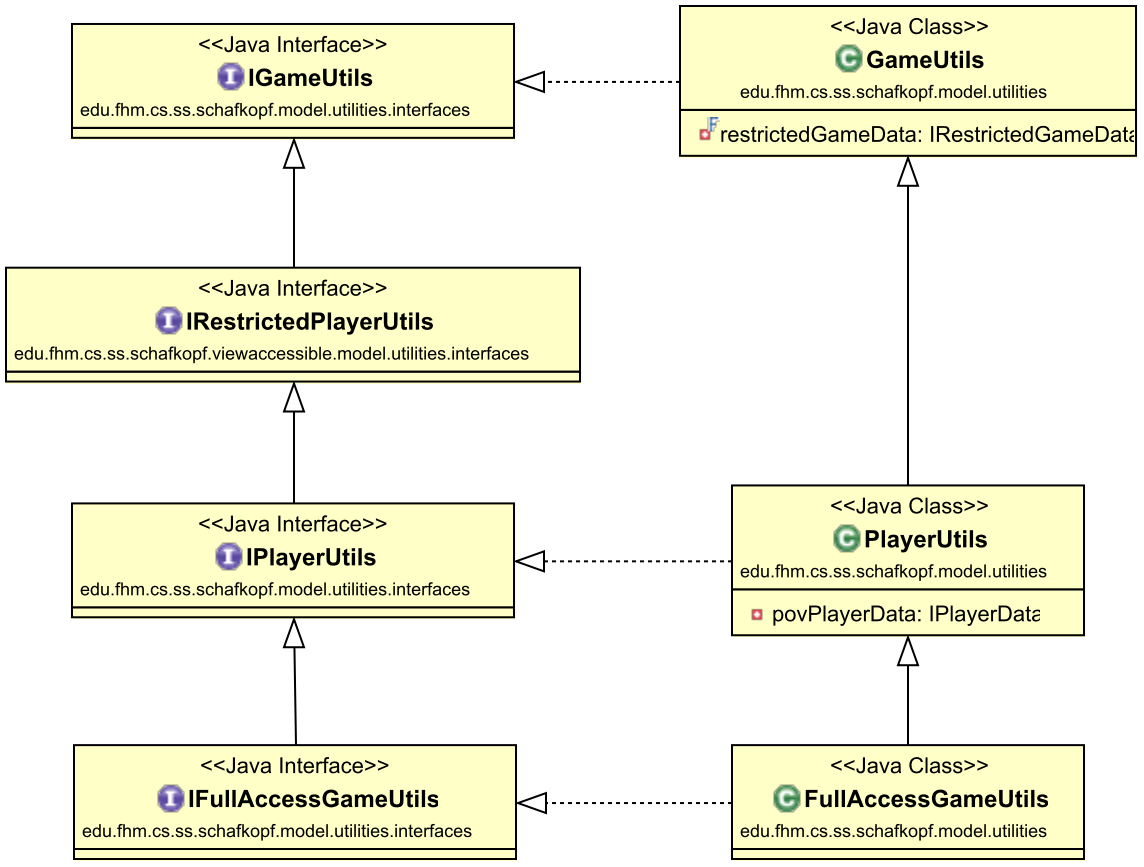 <<Java Interface>>
IGameUtils
edu.fhm.cs.ss.schafkopf.model.utilities.interfaces
<<Java Class>>
GameUtils
edu.fhm.cs.ss.schafkopf.model.utilities
restrictedGameData: IRestrictedGameData
<<Java Interface>>
IRestrictedPlayerUtils
edu.fhm.cs.ss.schafkopf.viewaccessible.model.utilities.interfaces
<<Java Interface>>
IPlayerUtils
edu.fhm.cs.ss.schafkopf.model.utilities.interfaces
<<Java Class>>
PlayerUtils
edu.fhm.cs.ss.schafkopf.model.utilities
povPlayerData: IPlayerData
<<Java Interface>>
IFullAccessGameUtils
edu.fhm.cs.ss.schafkopf.model.utilities.interfaces
<<Java Class>>
FullAccessGameUtils
edu.fhm.cs.ss.schafkopf.model.utilities